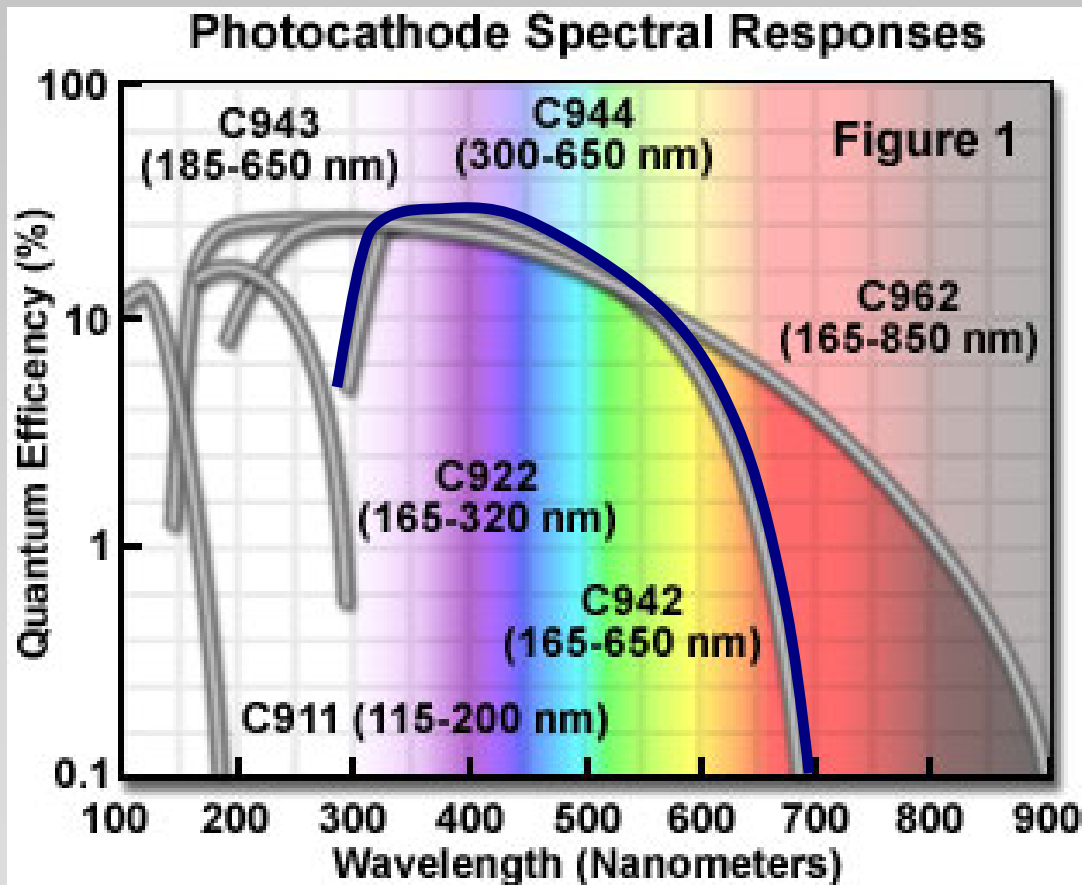 Photocathode Spectral Responses
100
C943
(185-650 nm)
C944
(300-650 nm)
Figure 1
Quantum Efficency (%)
10
C962
(165-850 nm)
C922
(165-320 nm)
1
C942
(165-650 nm)
C911 (115-200 nm)
0.1
100 200 300 400 500 600 700 800 900
Wavelength (Nanometers)